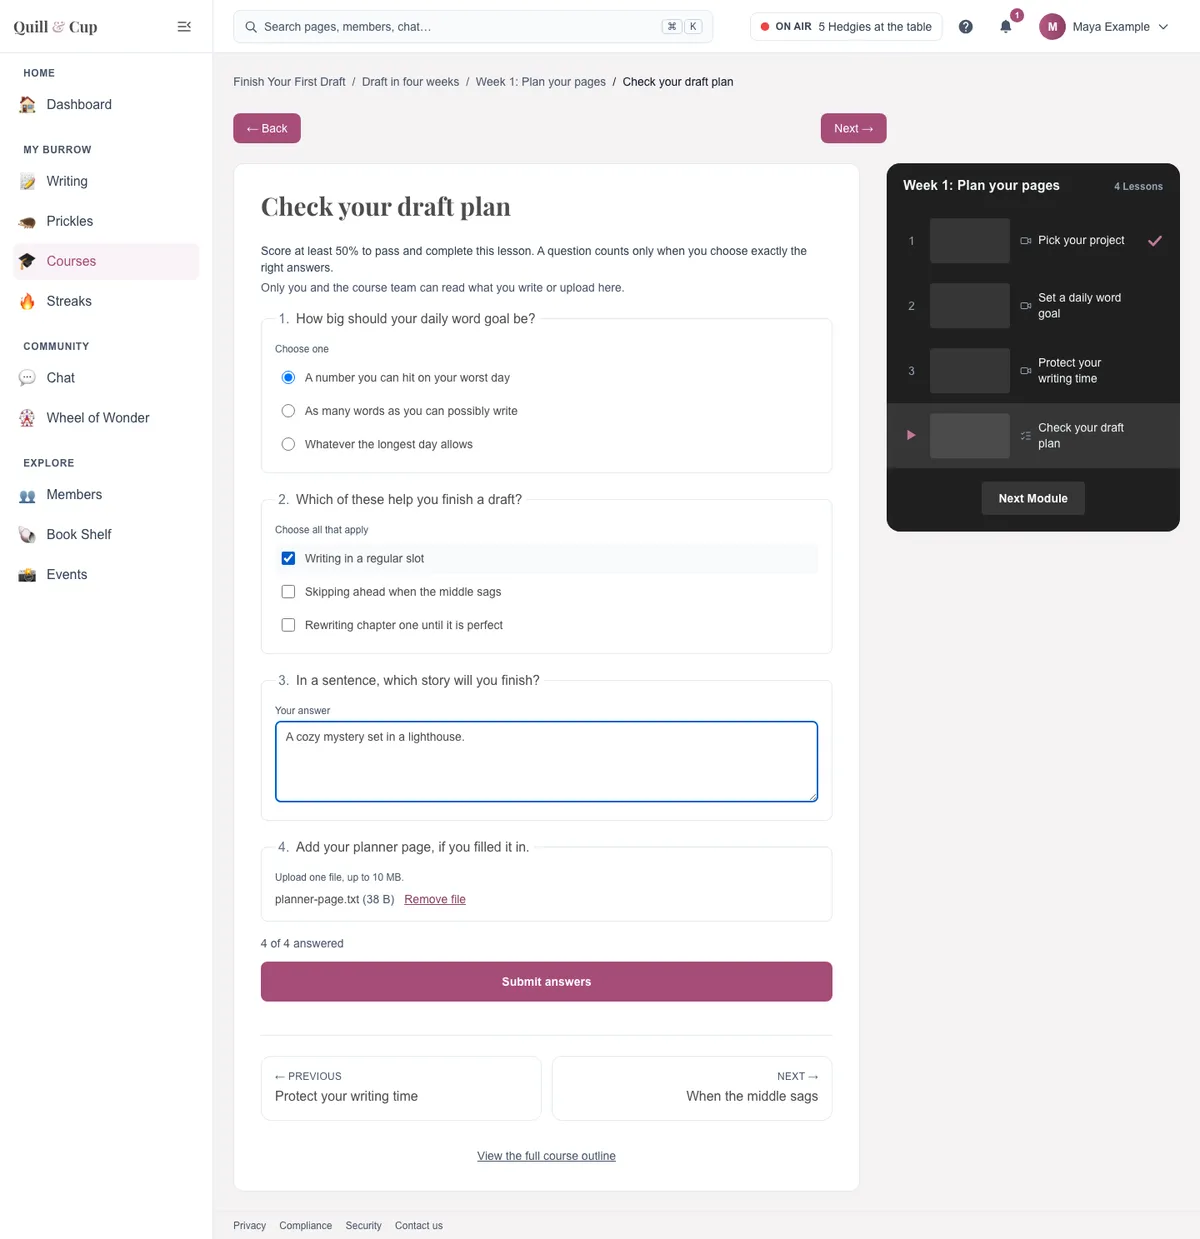 Quill & Cup
Search pages, members, chat…
⌘ K
ON AIR 5 Hedgies at the table
1
M
Maya Example
HOME
Dashboard
MY BURROW
Writing
Prickles
Courses
Streaks
COMMUNITY
Chat
Wheel of Wonder
EXPLORE
Members
Book Shelf
Events
Finish Your First Draft / Draft in four weeks / Week 1: Plan your pages / Check your draft plan
← Back
Next →
Check your draft plan
Score at least 50% to pass and complete this lesson. A question counts only when you choose exactly the
right answers.
Only you and the course team can read what you write or upload here.
1. How big should your daily word goal be?
Choose one
A number you can hit on your worst day
As many words as you can possibly write
Whatever the longest day allows
2. Which of these help you finish a draft?
Choose all that apply
Writing in a regular slot
Skipping ahead when the middle sags
Rewriting chapter one until it is perfect
3. In a sentence, which story will you finish?
Your answer
A cozy mystery set in a lighthouse.
4. Add your planner page, if you filled it in.
Upload one file, up to 10 MB.
planner-page.txt (38 B) Remove file
4 of 4 answered
Submit answers
← PREVIOUS
Protect your writing time
NEXT →
When the middle sags
View the full course outline
Week 1: Plan your pages
4 Lessons
1 Pick your project
2 Set a daily word
goal
3 Protect your
writing time
Check your draft
plan
Next Module
Privacy Compliance Security Contact us